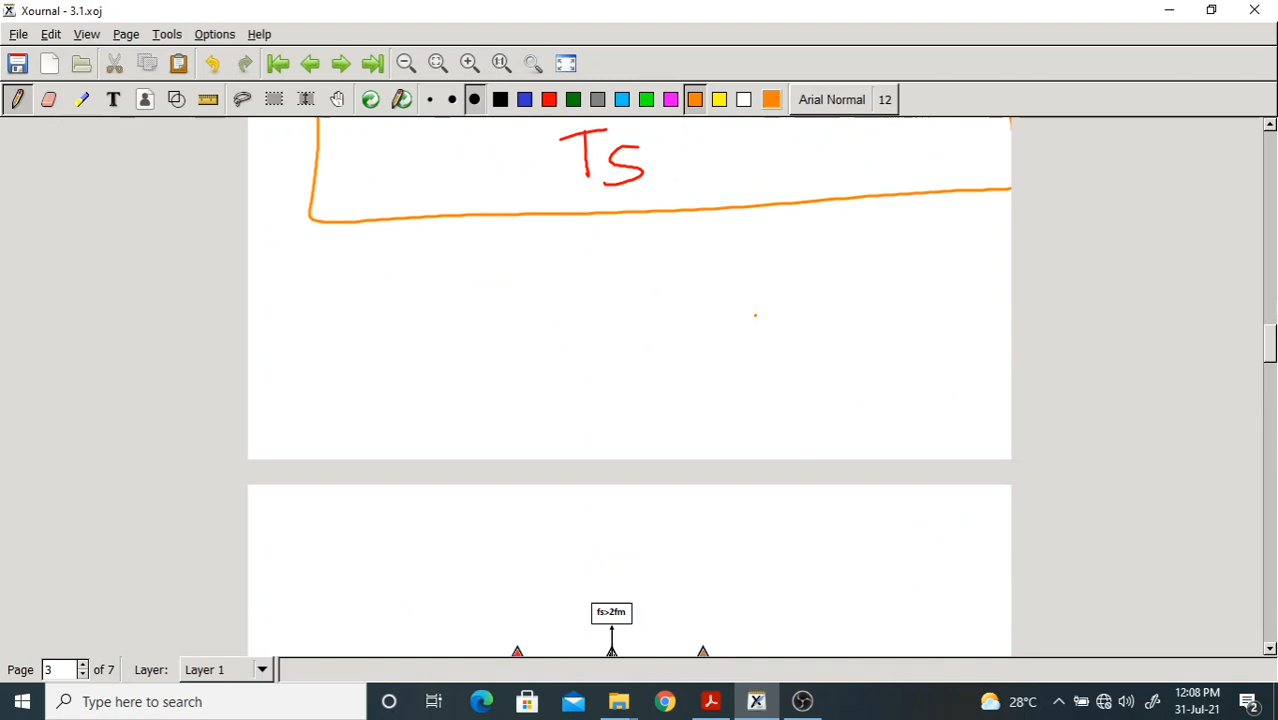 Xournal - 3.1.xoj
File Edit View Page Tools Options Help
T Arial Normal 12
Ts
fs>2fm
Page 3 of 7 Layer: Layer 1
Type here to search
28°C
12:08 PM
31-Jul-21
2